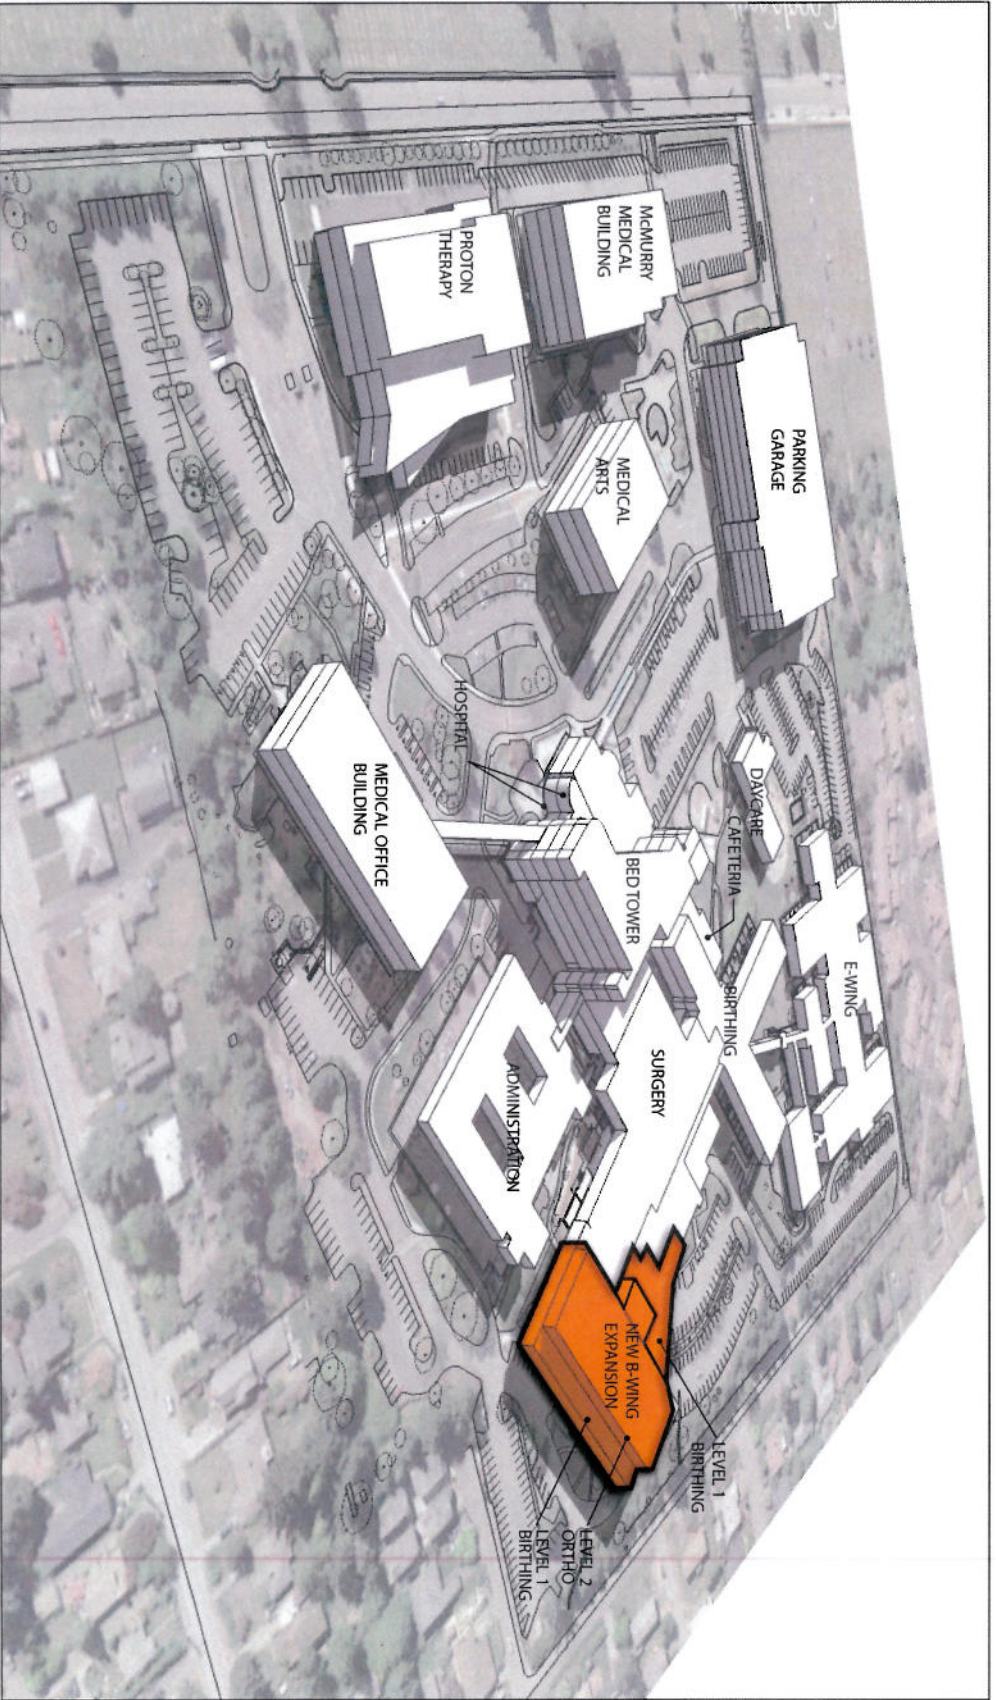 McMURRY
MEDICAL
BUILDING
PROTON
THERAPY
PARKING
GARAGE
MEDICAL
ARTS
HOSPITAL
MEDICAL OFFICE
BUILDING
DAYCARE
CAFETERIA
BED TOWER
E-WING
BIRTHING
SURGERY
ADMINISTRATION
NEW B-WING
EXPANSION
LEVEL 1
BIRTHING
LEVEL 2
ORTHO
LEVEL 1
BIRTHING